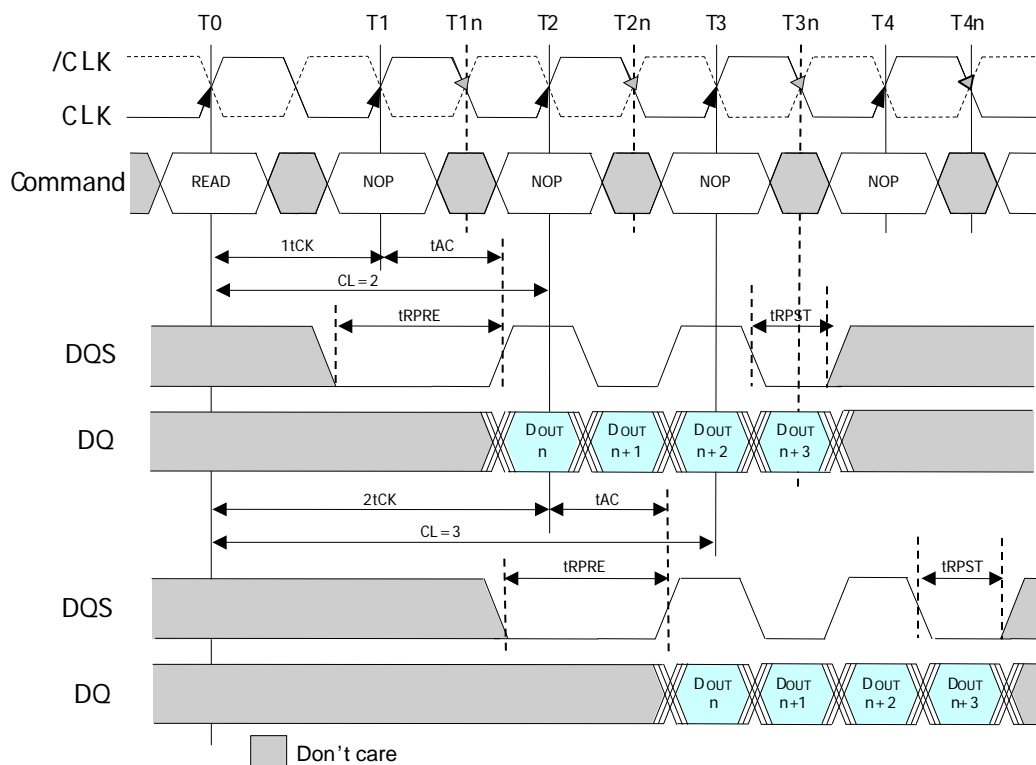 T0 T1 T1n T2 T2n T3 T3n T4 T4n
/CLK
CLK
Command READ NOP NOP NOP NOP
1tCK tAC
CL=2
tRPRE tRPST
DQS
DQ
DOUT n DOUT n+1 DOUT n+2 DOUT n+3
2tCK tAC
CL=3
tRPRE tRPST
DQS
DQ
DOUT n DOUT n+1 DOUT n+2 DOUT n+3
Don't care